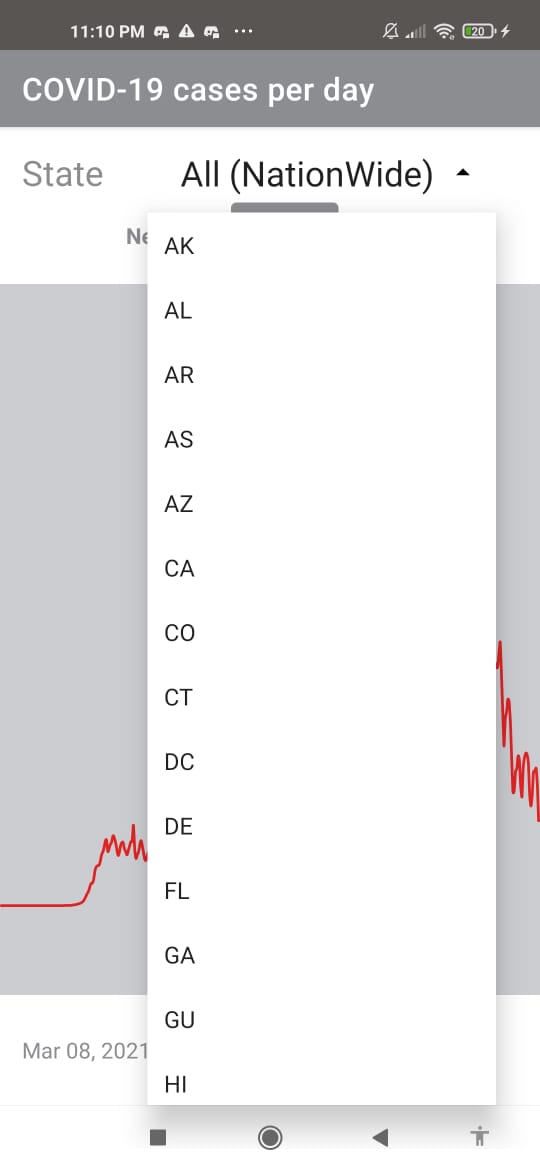 11:10 PM ...
20
COVID-19 cases per day
State All (NationWide)
Ne
AK
AL
AR
AS
AZ
CA
CO
CT
DC
DE
FL
GA
GU
HI
Mar 08, 2021